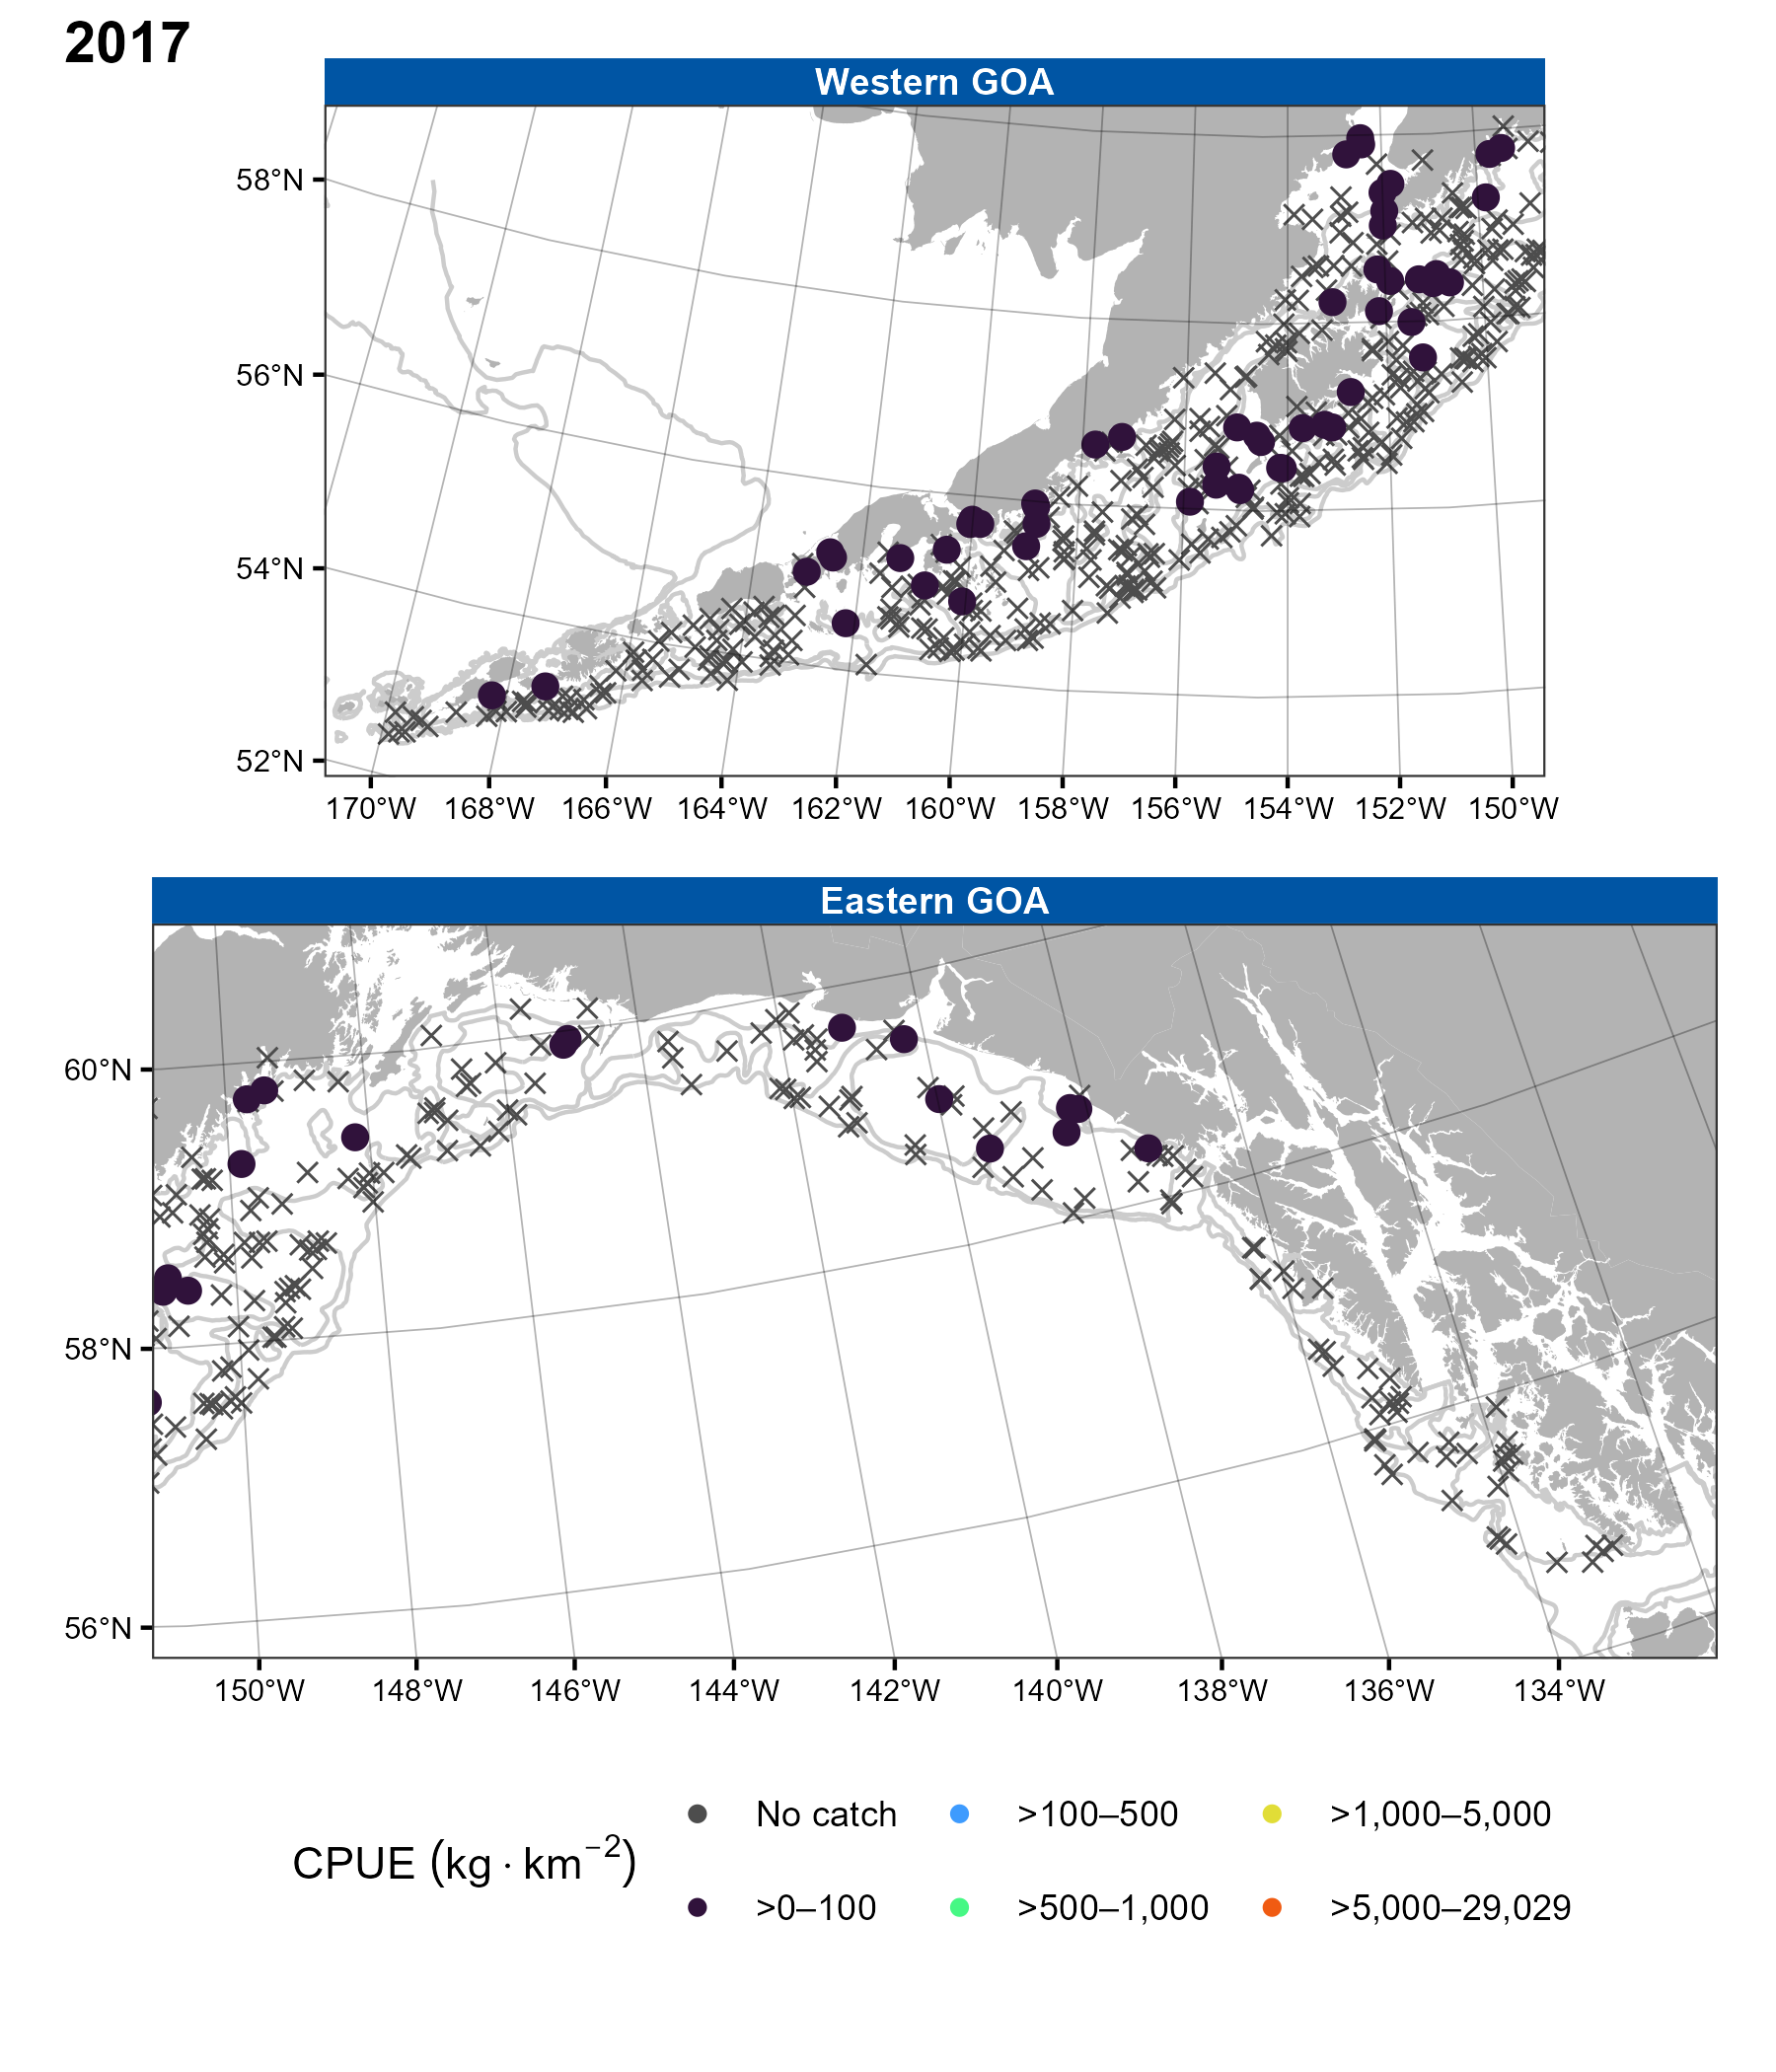 2017
Western GOA
58°N
56°N
54°N
52°N
170°W 168°W 166°W 164°W 162°W 160°W 158°W 156°W 154°W 152°W 150°W
Eastern GOA
60°N
58°N
56°N
150°W 148°W 146°W 144°W 142°W 140°W 138°W 136°W 134°W
CPUE (kg·km⁻²)
No catch >100–500 >1,000–5,000
>0–100 >500–1,000 >5,000–29,029